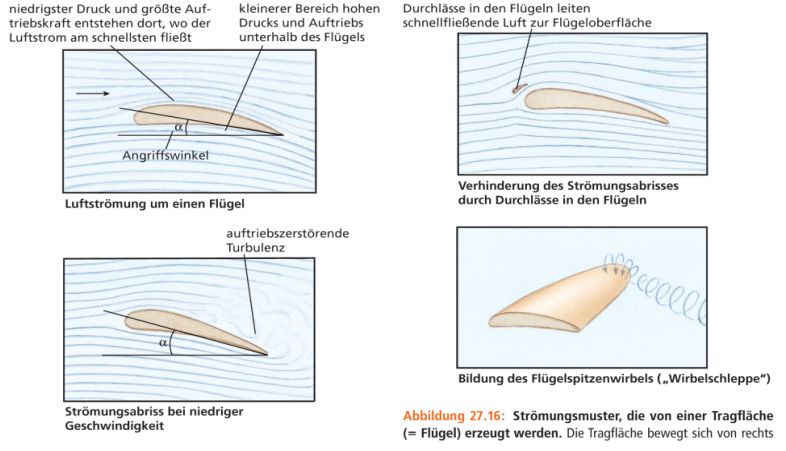 niedrigster Druck und größte Auf-
triebskraft entstehen dort, wo der
Luftstrom am schnellsten fließt
kleinerer Bereich hohen
Drucks und Auftriebs
unterhalb des Flügels
α
Angriffswinkel
Luftströmung um einen Flügel
Durchlässe in den Flügeln leiten
schnellfließende Luft zur Flügeloberfläche
Verhinderung des Strömungsabrisses
durch Durchlässe in den Flügeln
auftriebszerstörende
Turbulenz
α
Strömungsabriss bei niedriger
Geschwindigkeit
Bildung des Flügelspitzenwirbels („Wirbelschleppe“)
Abbildung 27.16: Strömungsmuster, die von einer Tragfläche
(= Flügel) erzeugt werden. Die Tragfläche bewegt sich von rechts